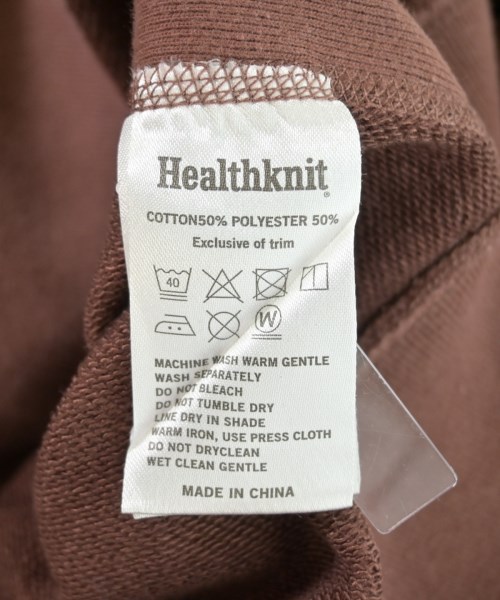 Healthknit®
COTTON50% POLYESTER 50%
Exclusive of trim
40
W
MACHINE WASH WARM GENTLE
WASH SEPARATELY
DO NOT BLEACH
DO NOT TUMBLE DRY
LINE DRY IN SHADE
WARM IRON, USE PRESS CLOTH
DO NOT DRYCLEAN
WET CLEAN GENTLE
MADE IN CHINA